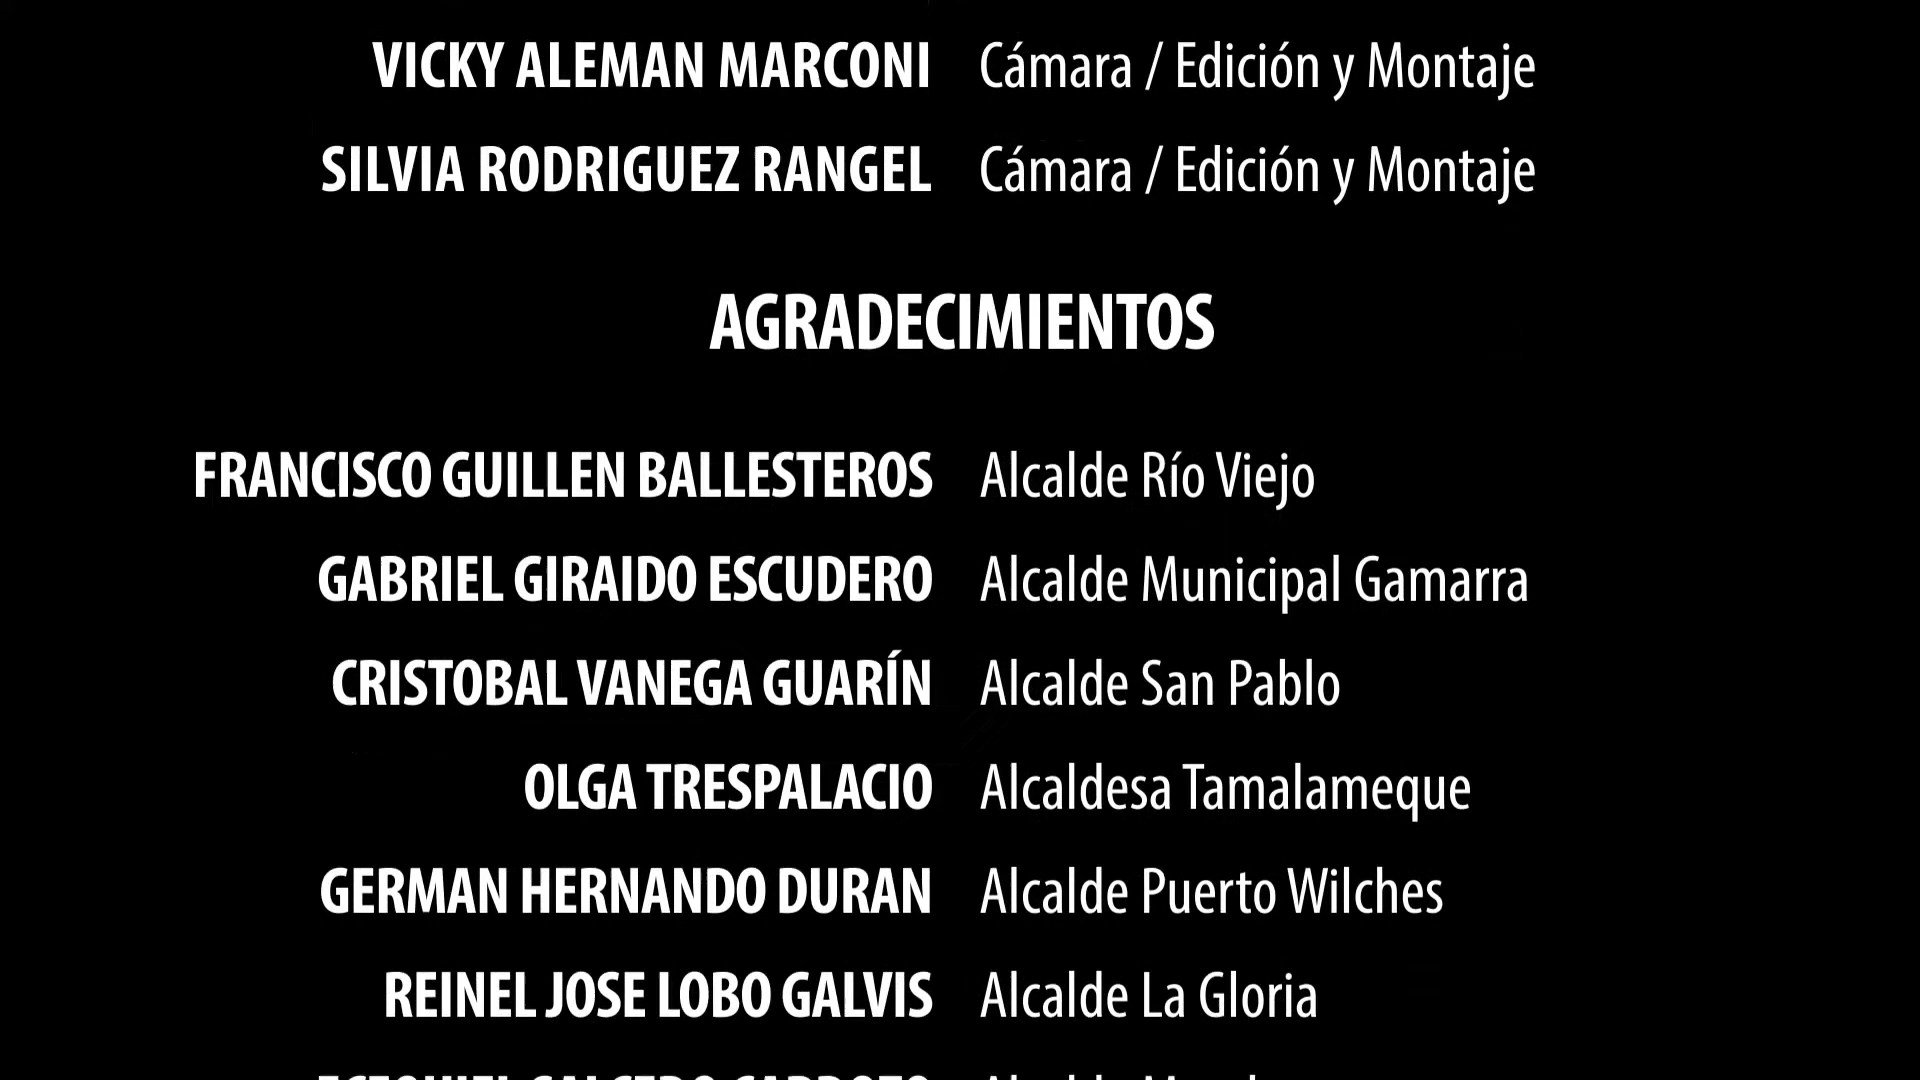 VICKY ALEMAN MARCONI Cámara / Edición y Montaje
SILVIA RODRIGUEZ RANGEL Cámara / Edición y Montaje
AGRADECIMIENTOS
FRANCISCO GUILLEN BALLESTEROS Alcalde Río Viejo
GABRIEL GIRAIDO ESCUDERO Alcalde Municipal Gamarra
CRISTOBAL VANEGA GUARÍN Alcalde San Pablo
OLGA TRESPALACIO Alcaldesa Tamalameque
GERMAN HERNANDO DURAN Alcalde Puerto Wilches
REINEL JOSE LOBO GALVIS Alcalde La Gloria